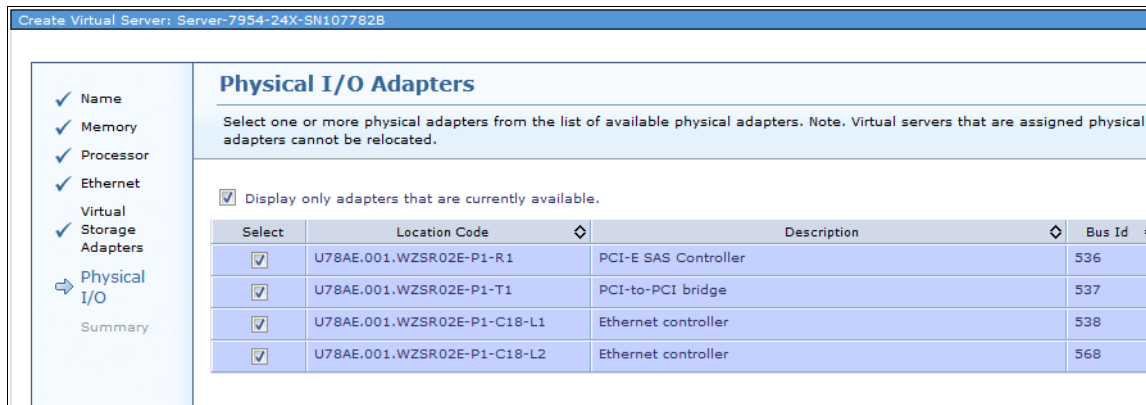 Create Virtual Server: Server-7954-24X-SN107782B
Name
Memory
Processor
Ethernet
Virtual
Storage
Adapters
Physical
I/O
Summary
Physical I/O Adapters
Select one or more physical adapters from the list of available physical adapters. Note. Virtual servers that are assigned physical
adapters cannot be relocated.
Display only adapters that are currently available.
Select Location Code Description Bus Id
U78AE.001.WZSR02E-P1-R1 PCI-E SAS Controller 536
U78AE.001.WZSR02E-P1-T1 PCI-to-PCI bridge 537
U78AE.001.WZSR02E-P1-C18-L1 Ethernet controller 538
U78AE.001.WZSR02E-P1-C18-L2 Ethernet controller 568